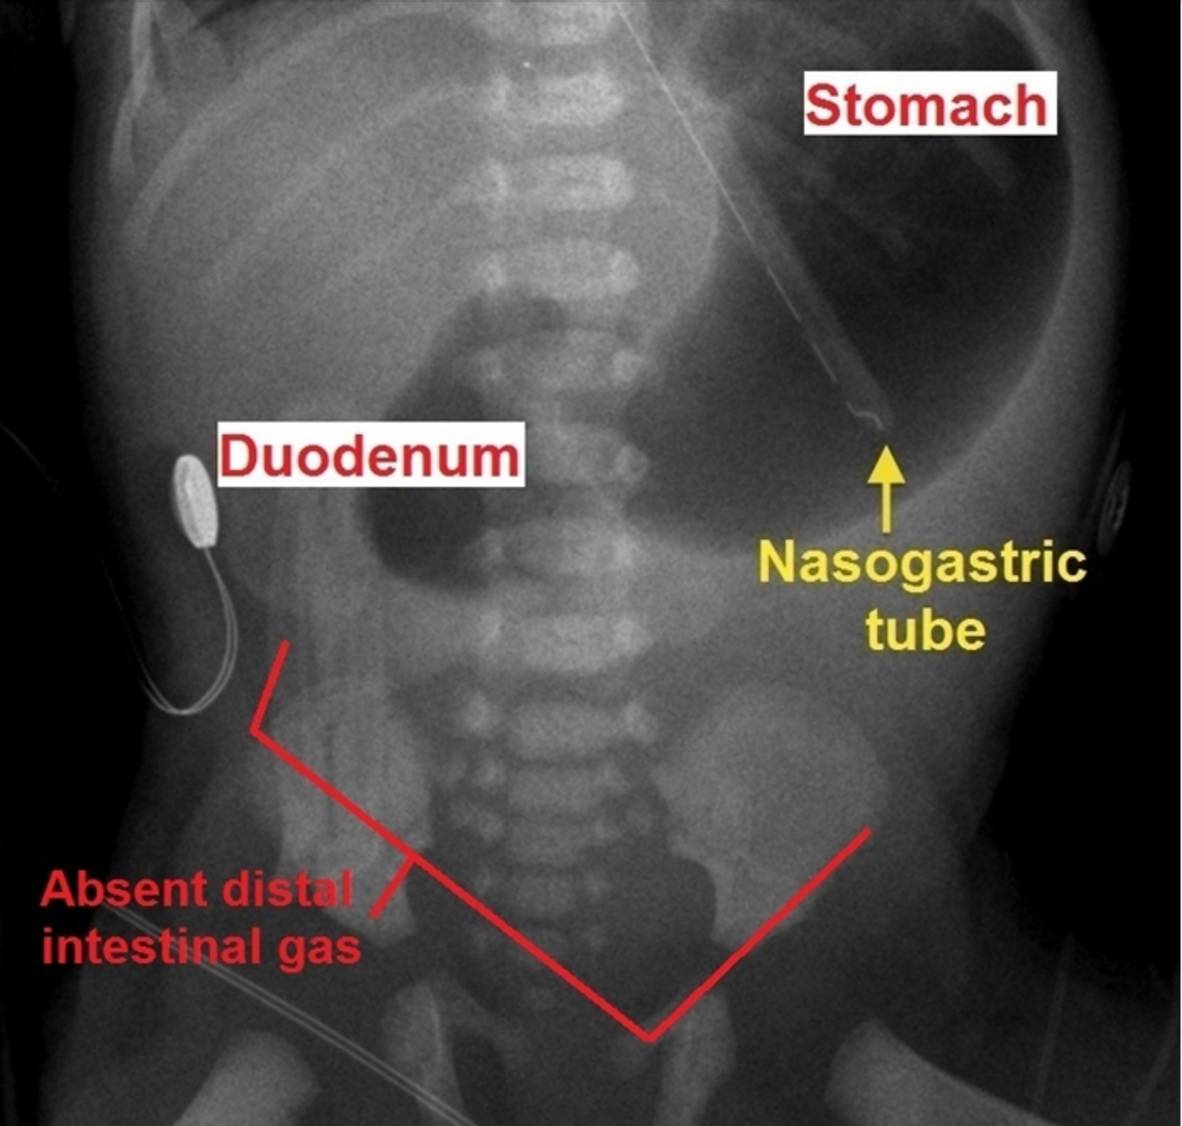 Stomach
Duodenum
Nasogastric
tube
Absent distal
intestinal gas